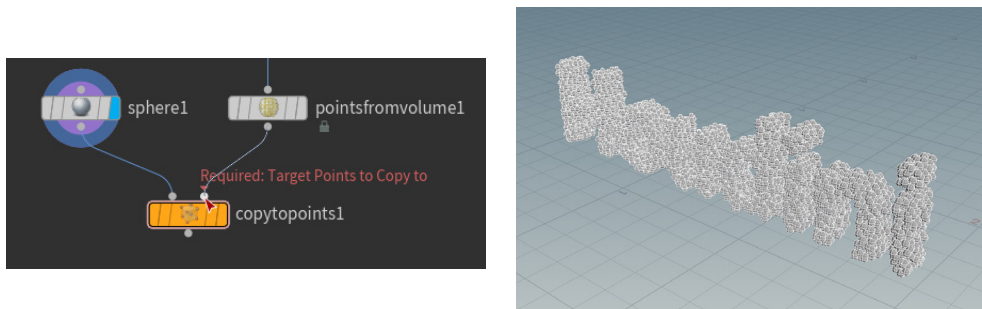 sphere1
pointsfromvolume1
Required: Target Points to Copy to
copytopoints1